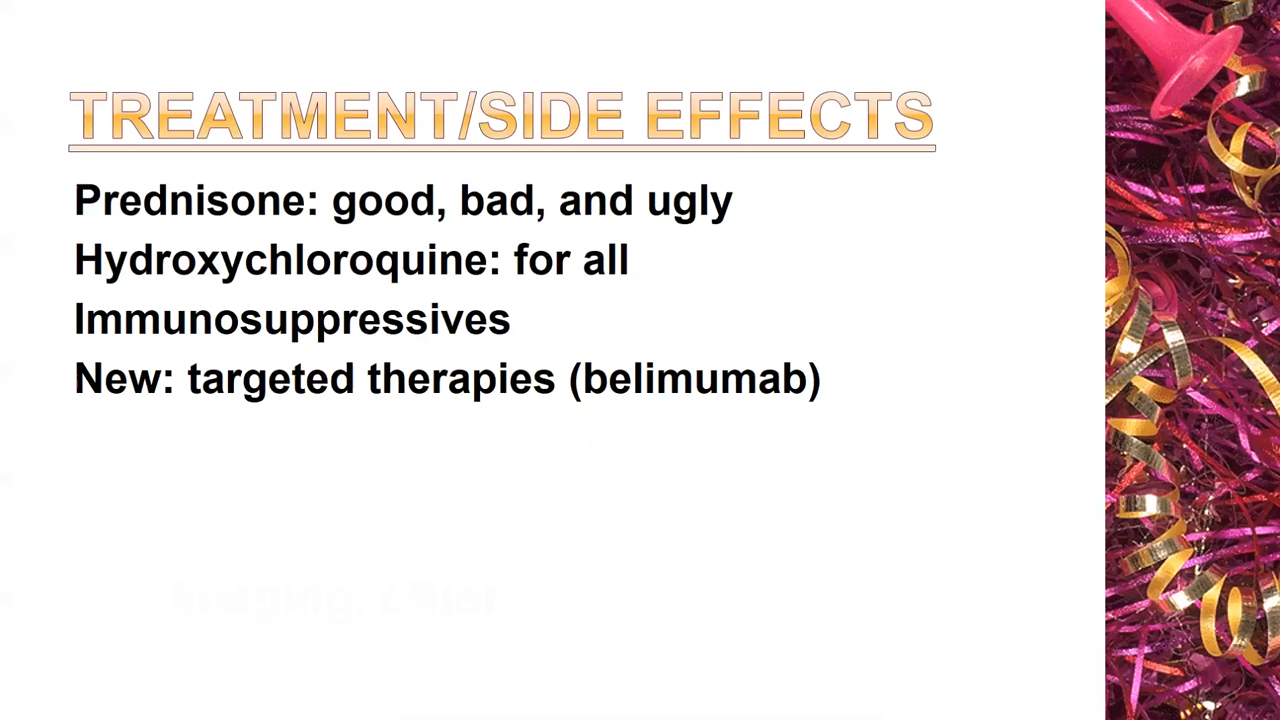 TREATMENT/SIDE EFFECTS
Prednisone: good, bad, and ugly
Hydroxychloroquine: for all
Immunosuppressives
New: targeted therapies (belimumab)